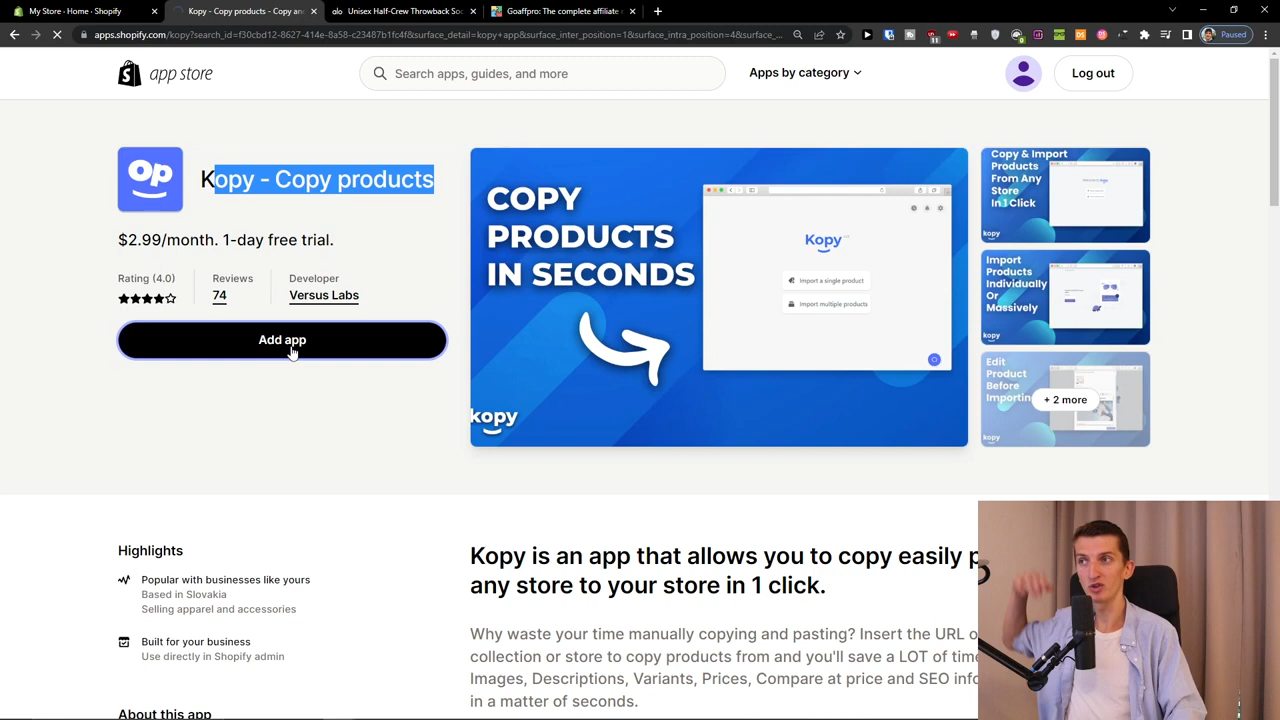 My Store · Home · Shopify
Kopy - Copy products - Copy and
Unisex Half-Crew Throwback Soc
Goaffpro: The complete affiliate
apps.shopify.com/kopy?search_id=f30cbd12-8627-414e-8a58-c23487b1fc4f&surface_detail=kopy+app&surface_inter_position=1&surface_intra_position=4&surface_...
Paused
app store
Search apps, guides, and more
Apps by category
Log out
op
Kopy - Copy products
$2.99/month. 1-day free trial.
Rating (4.0)
Reviews
Developer
74
Versus Labs
Add app
COPY
PRODUCTS
IN SECONDS
Kopy
Import a single product
Import multiple products
kopy
Copy & Import
Products
From Any
Store
In 1 Click
kopy
Import
Products
Individually
Or
Massively
kopy
Edit
Product
Before
Importin
+ 2 more
kopy
Highlights
Popular with businesses like yours
Based in Slovakia
Selling apparel and accessories
Built for your business
Use directly in Shopify admin
About this app
Kopy is an app that allows you to copy easily p
any store to your store in 1 click.
Why waste your time manually copying and pasting? Insert the URL o
collection or store to copy products from and you'll save a LOT of time
Images, Descriptions, Variants, Prices, Compare at price and SEO info
in a matter of seconds.